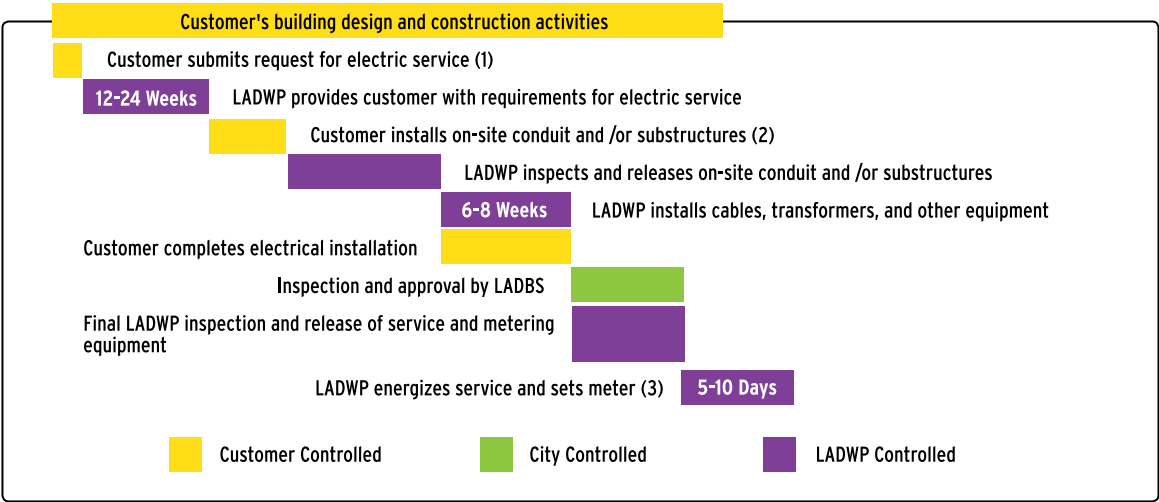 Customer's building design and construction activities
Customer submits request for electric service (1)
12-24 Weeks LADWP provides customer with requirements for electric service
Customer installs on-site conduit and /or substructures (2)
LADWP inspects and releases on-site conduit and /or substructures
6-8 Weeks LADWP installs cables, transformers, and other equipment
Customer completes electrical installation
Inspection and approval by LADBS
Final LADWP inspection and release of service and metering
equipment
LADWP energizes service and sets meter (3) 5-10 Days
Customer Controlled City Controlled LADWP Controlled